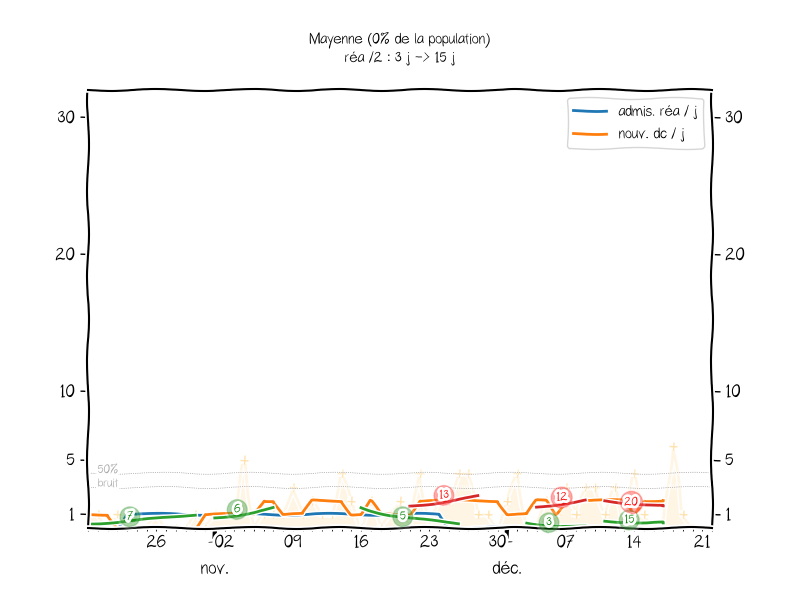 Mayenne (0% de la population)
réa /2 : 3 j -> 15 j
admis. réa / j
nouv. dc / j
30 30
20 20
10 10
5 5
50%
bruit
1 1
7 6 5 13 3 12 15 20
26 02 09 16 23 30 07 14 21
nov. déc.